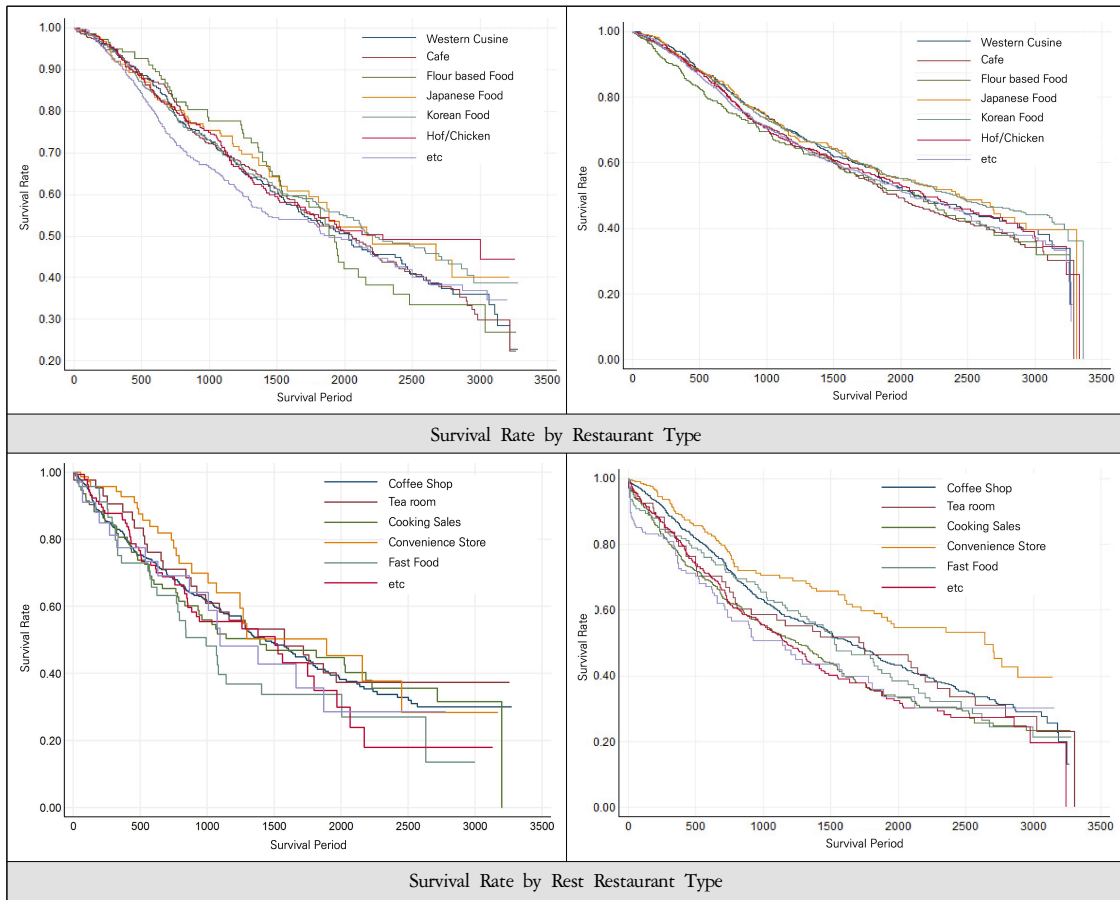 1.00
0.90
0.80
0.70
0.60
0.50
0.40
0.30
0.20
Survival Rate
0 500 1000 1500 2000 2500 3000 3500
Survival Period
Western Cusine
Cafe
Flour based Food
Japanese Food
Korean Food
Hof/Chicken
etc
1.00
0.80
0.60
0.40
0.20
0.00
Survival Rate
0 500 1000 1500 2000 2500 3000 3500
Survival Period
Western Cusine
Cafe
Flour based Food
Japanese Food
Korean Food
Hof/Chicken
etc
Survival Rate by Restaurant Type
1.00
0.80
0.60
0.40
0.20
0.00
Survival Rate
0 500 1000 1500 2000 2500 3000 3500
Survival Period
Coffee Shop
Tea room
Cooking Sales
Convenience Store
Fast Food
etc
1.00
0.80
0.60
0.40
0.20
0.00
Survival Rate
0 500 1000 1500 2000 2500 3000 3500
Survival Period
Coffee Shop
Tea room
Cooking Sales
Convenience Store
Fast Food
etc
Survival Rate by Rest Restaurant Type